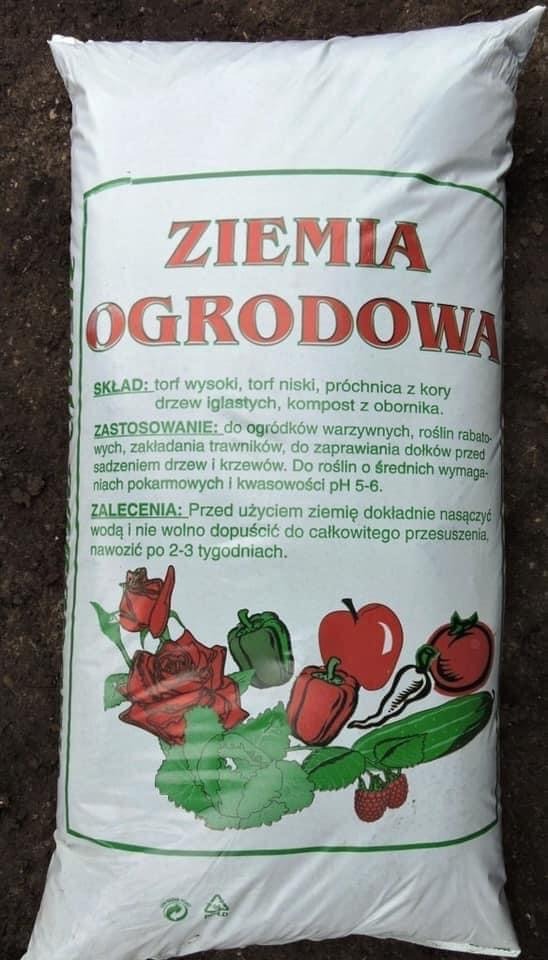 ZIEMIA
OGRODOWA
SKŁAD: torf wysoki, torf niski, próchnica z kory
drzew iglastych, kompost z obornika.
ZASTOSOWANIE: do ogródków warzywnych, roślin rabato-
wych, zakładania trawników, do zaprawiania dołków przed
sadzeniem drzew i krzewów. Do roślin o średnich wymaga-
niach pokarmowych i kwasowości pH 5-6.
ZALECENIA: Przed użyciem ziemię dokładnie nasączyć
wodą i nie wolno dopuścić do całkowitego przesuszenia,
nawozić po 2-3 tygodniach.